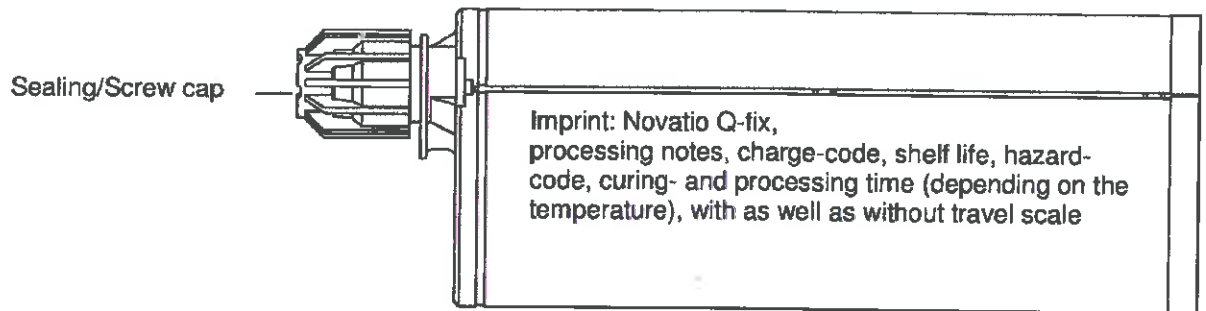 Sealing/Screw cap
Imprint: Novatio Q-fix,
processing notes, charge-code, shelf life, hazard-
code, curing- and processing time (depending on the
temperature), with as well as without travel scale